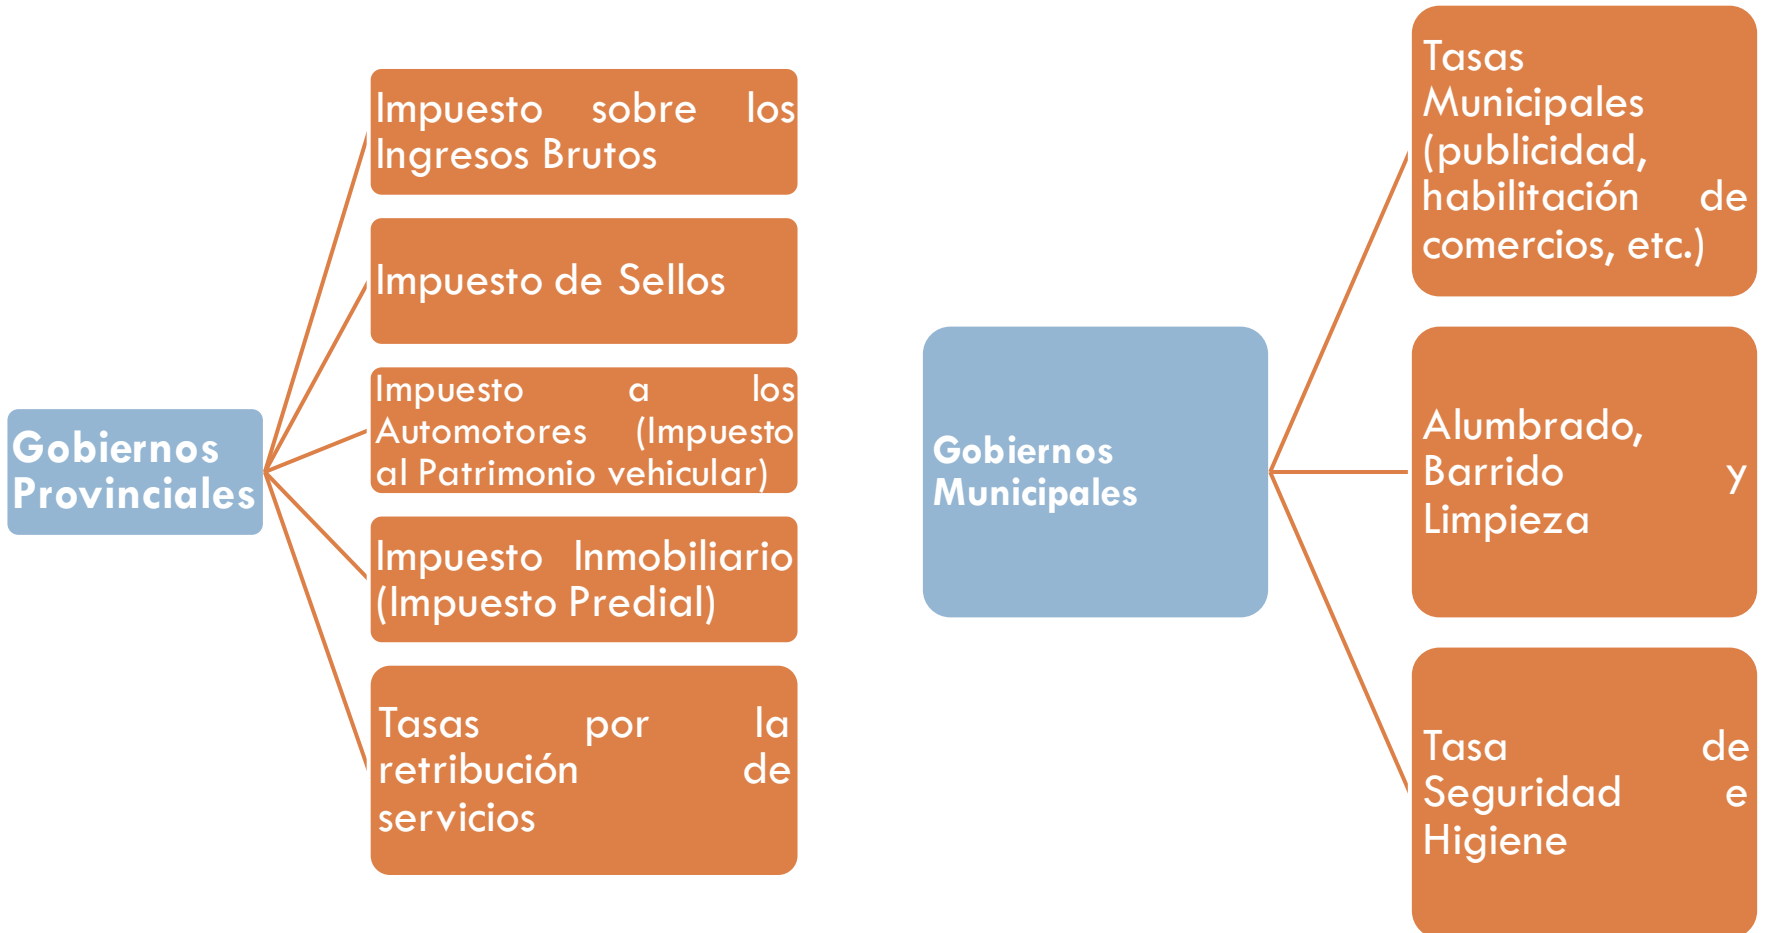 Gobiernos
Provinciales
Impuesto sobre los
Ingresos Brutos
Impuesto de Sellos
Impuesto a los
Automotores (Impuesto
al Patrimonio vehicular)
Impuesto Inmobiliario
(Impuesto Predial)
Tasas por la
retribución de
servicios
Gobiernos
Municipales
Tasas
Municipales
(publicidad,
habilitación de
comercios, etc.)
Alumbrado,
Barrido y
Limpieza
Tasa de
Seguridad e
Higiene